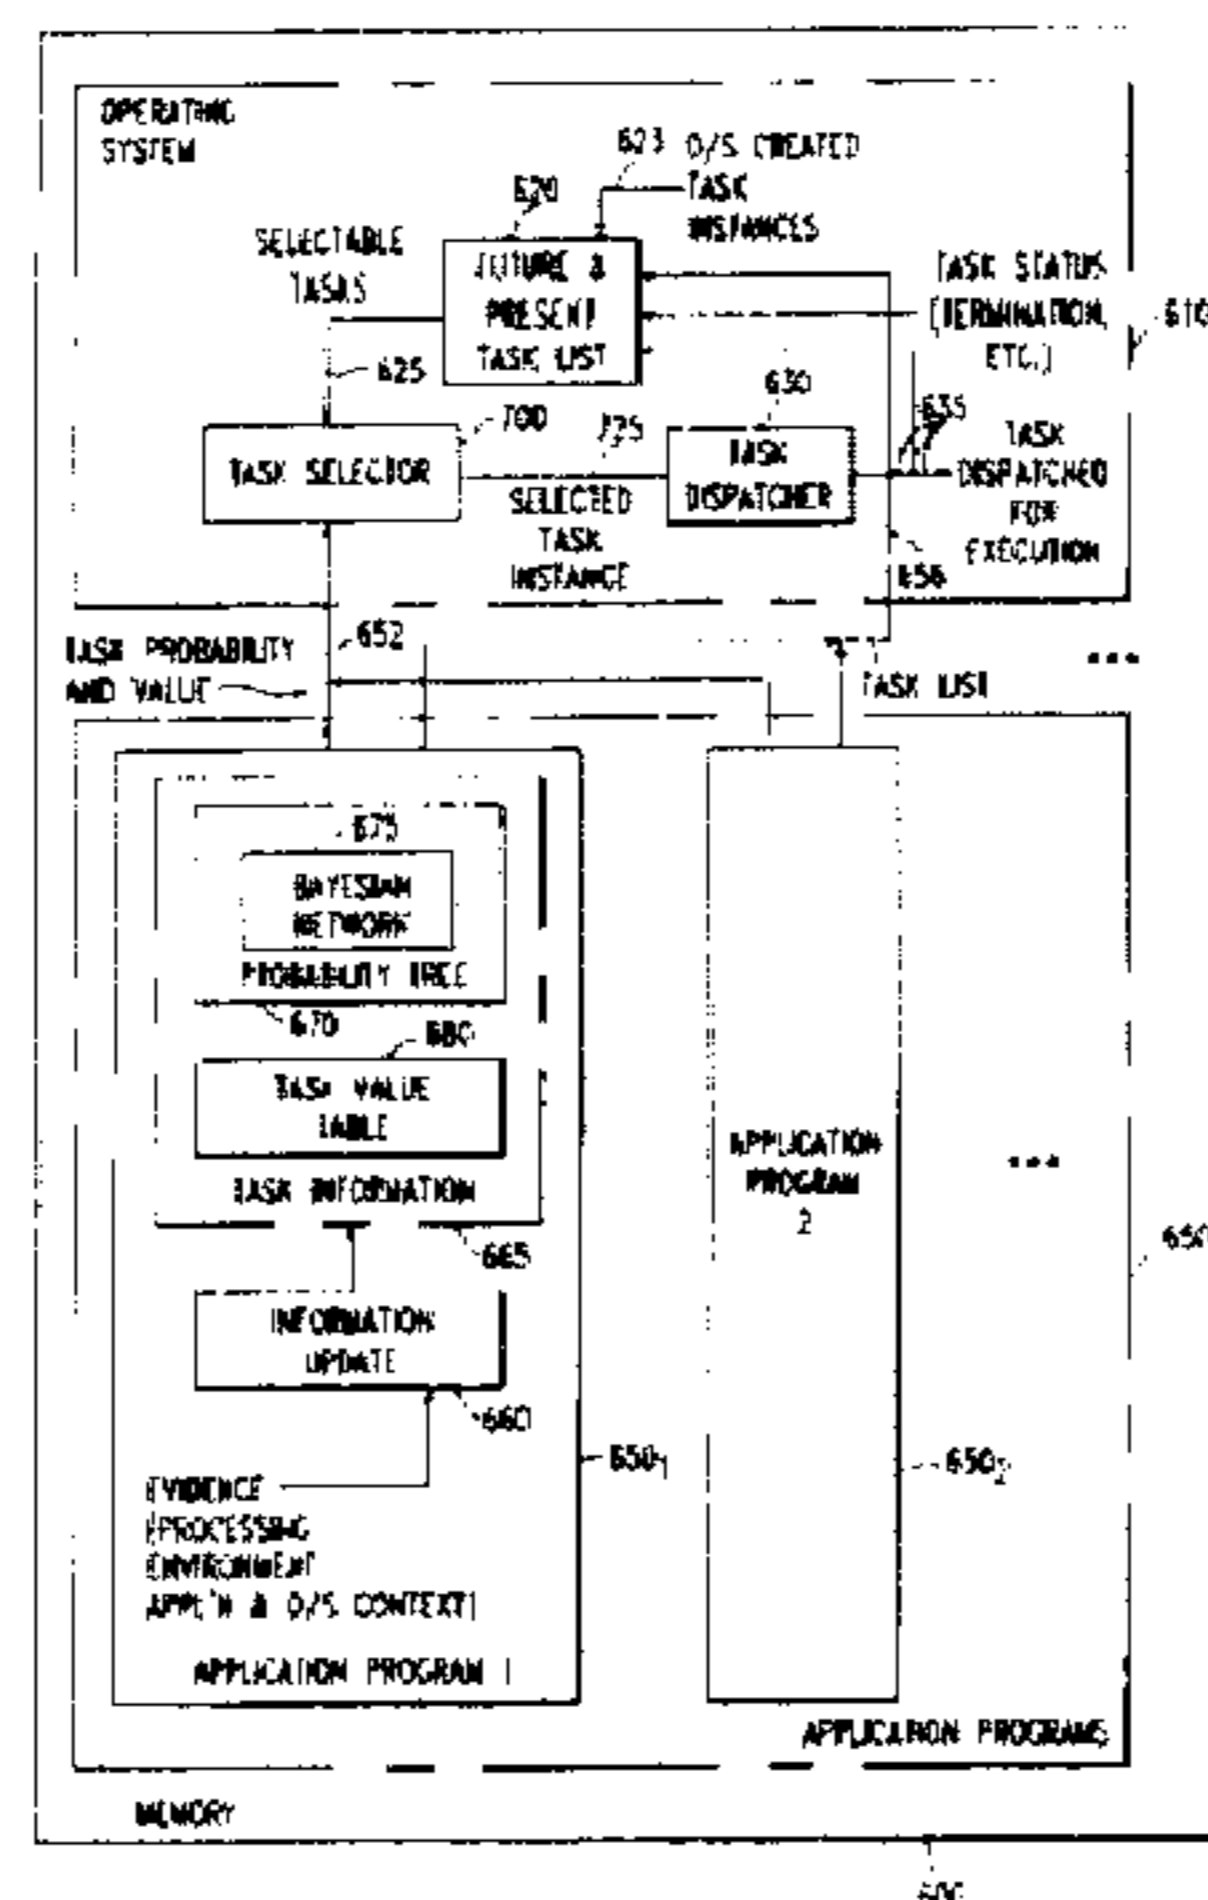 OPERATING
SYSTEM
623
O/S CREATED
TASK
INSTANCES
620
SELECTABLE
TASKS
FUTURE &
PRESENT
TASK LIST
TASK STATUS
(TERMINATION,
ETC.)
610
625
630
700
725
635
TASK SELECTOR
TASK
DISPATCHER
TASK
DISPATCHED
FOR
EXECUTION
SELECTED
TASK
INSTANCE
656
652
TASK PROBABILITY
AND VALUE
TASK LIST
...
675
BAYESIAN
NETWORK
PROBABILITY TREE
670
680
TASK VALUE
TABLE
TASK INFORMATION
665
APPLICATION
PROGRAM
2
...
650
INFORMATION
UPDATE
660
650₁
650₂
EVIDENCE
(PROCESSING
ENVIRONMENT
APPL'N & O/S CONTEXT)
APPLICATION PROGRAM 1
APPLICATION PROGRAMS
MEMORY